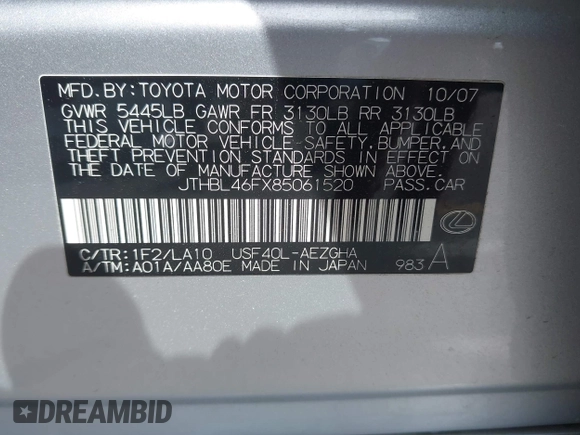 MFD.BY:TOYOTA MOTOR CORPORATION 10/07
GVWR 5445LB GAWR FR 3130LB RR 3130LB
THIS VEHICLE CONFORMS TO ALL APPLICABLE
FEDERAL MOTOR VEHICLE-SAFETY, BUMPER, AND
THEFT PREVENTION STANDARDS IN EFFECT ON
THE DATE OF MANUFACTURE SHOWN ABOVE.
JTHBL46FX85061520 PASS.CAR
C/TR:1F2/LA10 USF40L-AEZGHA
A/TM:A01A/AA80E MADE IN JAPAN 983 A
DREAMBID